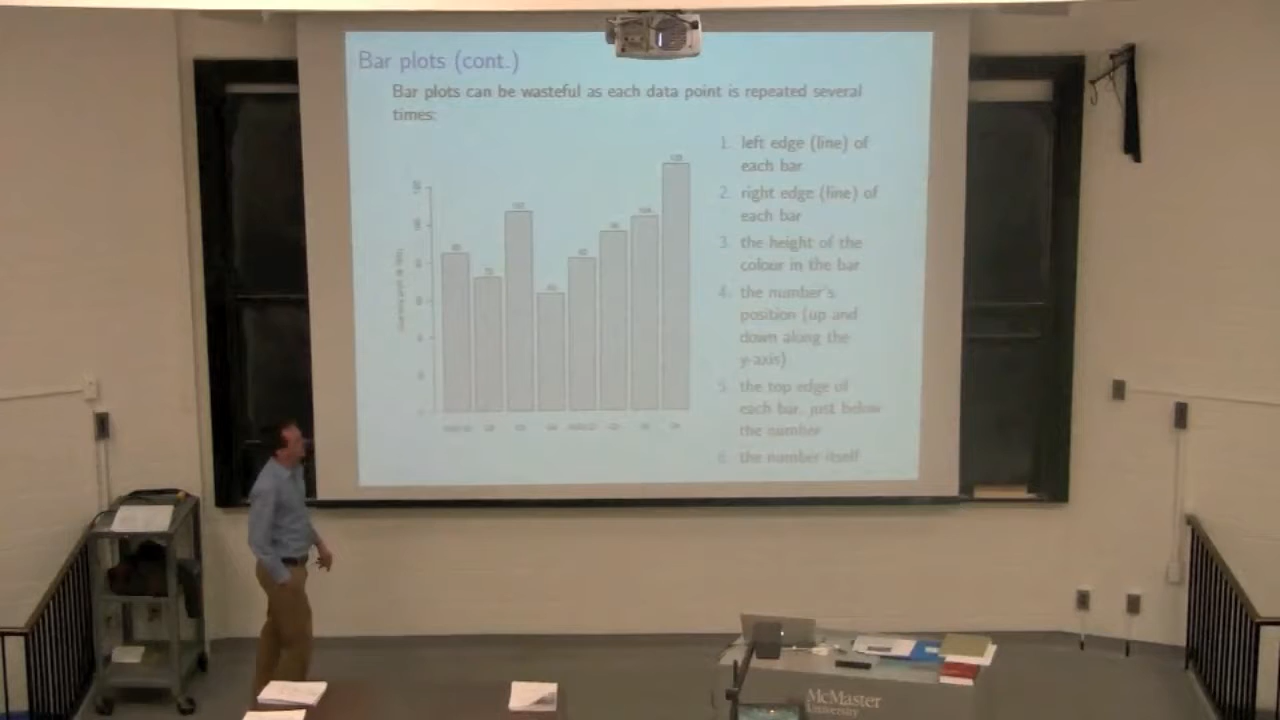 Bar plots (cont.)
Bar plots can be wasteful as each data point is repeated several
times:
1. left edge (line) of
each bar
2. right edge (line) of
each bar
3. the height of the
colour in the bar
4. the number's
position (up and
down along the
y-axis)
5. the top edge of
each bar, just below
the number
6. the number itself
McMaster
University